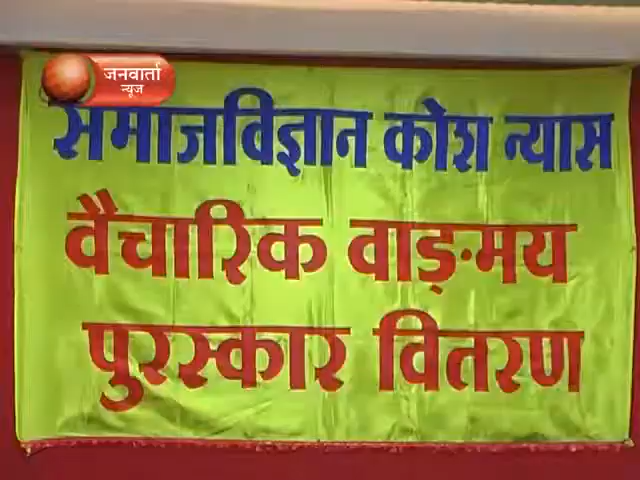 जनवार्ता
न्यूज
समाजविज्ञान कोश न्यास
वैचारिक वाङ्‌मय
पुरस्कार वितरण